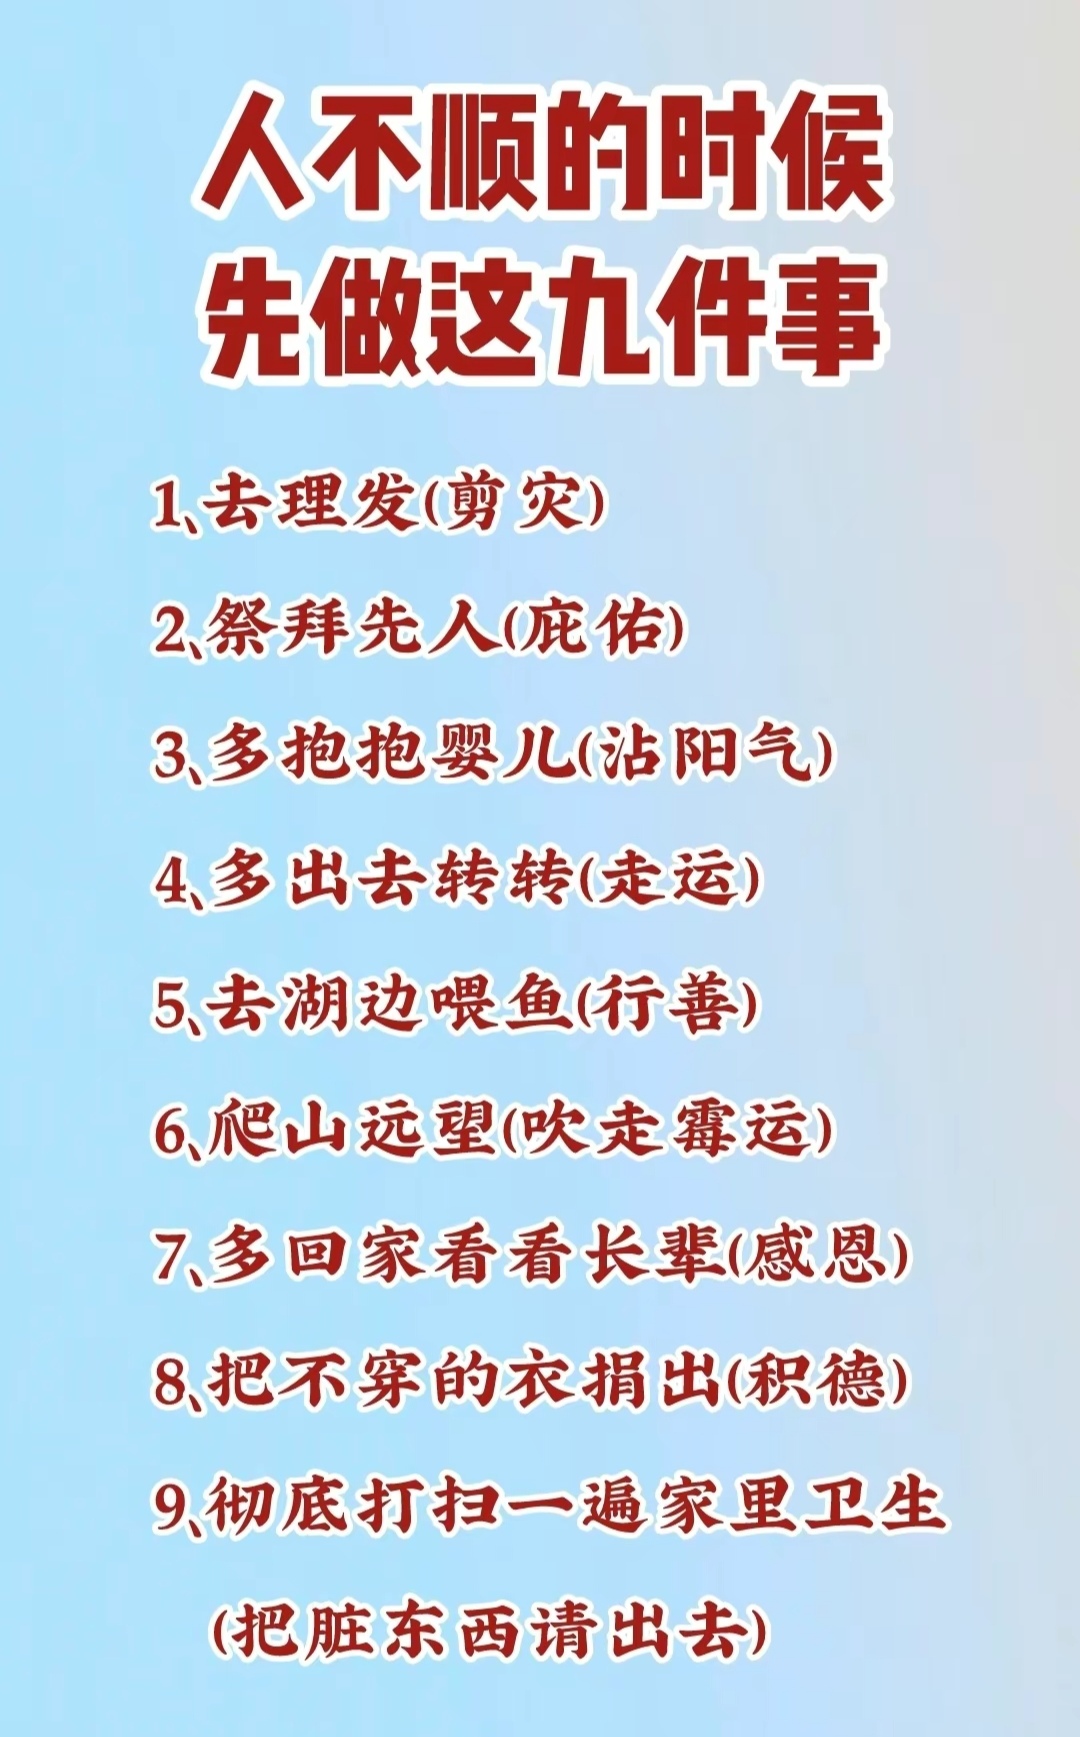 人不顺的时候
先做这九件事
1、去理发(剪灾)
2、祭拜先人(庇佑)
3、多抱抱婴儿(沾阳气)
4、多出去转转(走运)
5、去湖边喂鱼(行善)
6、爬山远望(吹走霉运)
7、多回家看看长辈(感恩)
8、把不穿的衣捐出(积德)
9、彻底打扫一遍家里卫生
(把脏东西请出去)